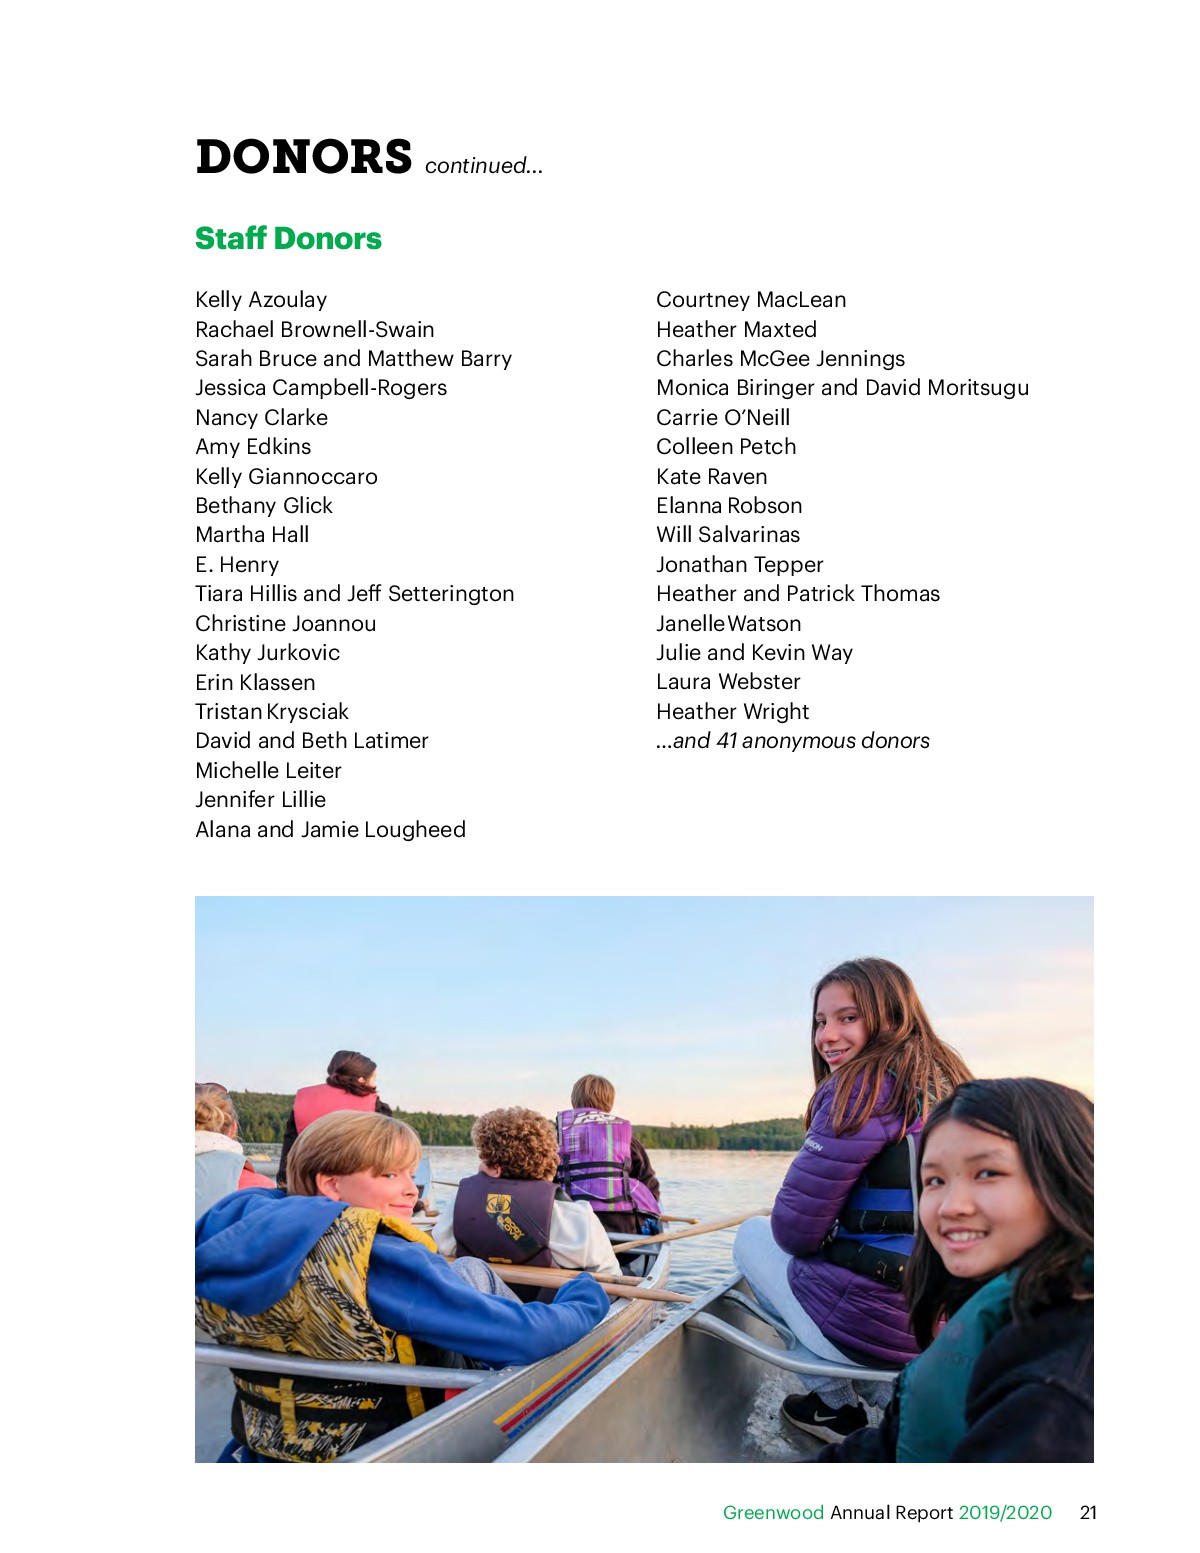 DONORS continued...
Staff Donors
Kelly Azoulay
Rachael Brownell-Swain
Sarah Bruce and Matthew Barry
Jessica Campbell-Rogers
Nancy Clarke
Amy Edkins
Kelly Giannoccaro
Bethany Glick
Martha Hall
E. Henry
Tiara Hillis and Jeff Setterington
Christine Joannou
Kathy Jurkovic
Erin Klassen
Tristan Krysciak
David and Beth Latimer
Michelle Leiter
Jennifer Lillie
Alana and Jamie Lougheed
Courtney MacLean
Heather Maxted
Charles McGee Jennings
Monica Biringer and David Moritsugu
Carrie O’Neill
Colleen Petch
Kate Raven
Elanna Robson
Will Salvarinas
Jonathan Tepper
Heather and Patrick Thomas
Janelle Watson
Julie and Kevin Way
Laura Webster
Heather Wright
...and 41 anonymous donors
BODY
GLOVE
Greenwood Annual Report 2019/2020 21